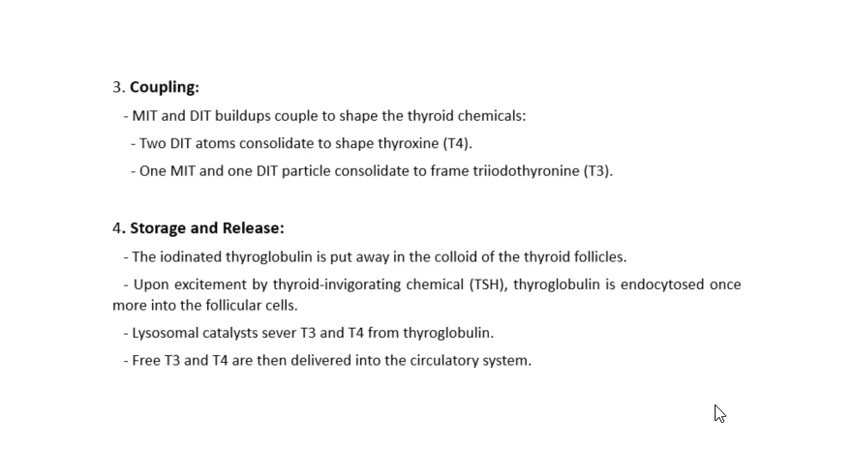 3. Coupling:
- MIT and DIT buildups couple to shape the thyroid chemicals:
- Two DIT atoms consolidate to shape thyroxine (T4).
- One MIT and one DIT particle consolidate to frame triiodothyronine (T3).
4. Storage and Release:
- The iodinated thyroglobulin is put away in the colloid of the thyroid follicles.
- Upon excitement by thyroid-invigorating chemical (TSH), thyroglobulin is endocytosed once
more into the follicular cells.
- Lysosomal catalysts sever T3 and T4 from thyroglobulin.
- Free T3 and T4 are then delivered into the circulatory system.